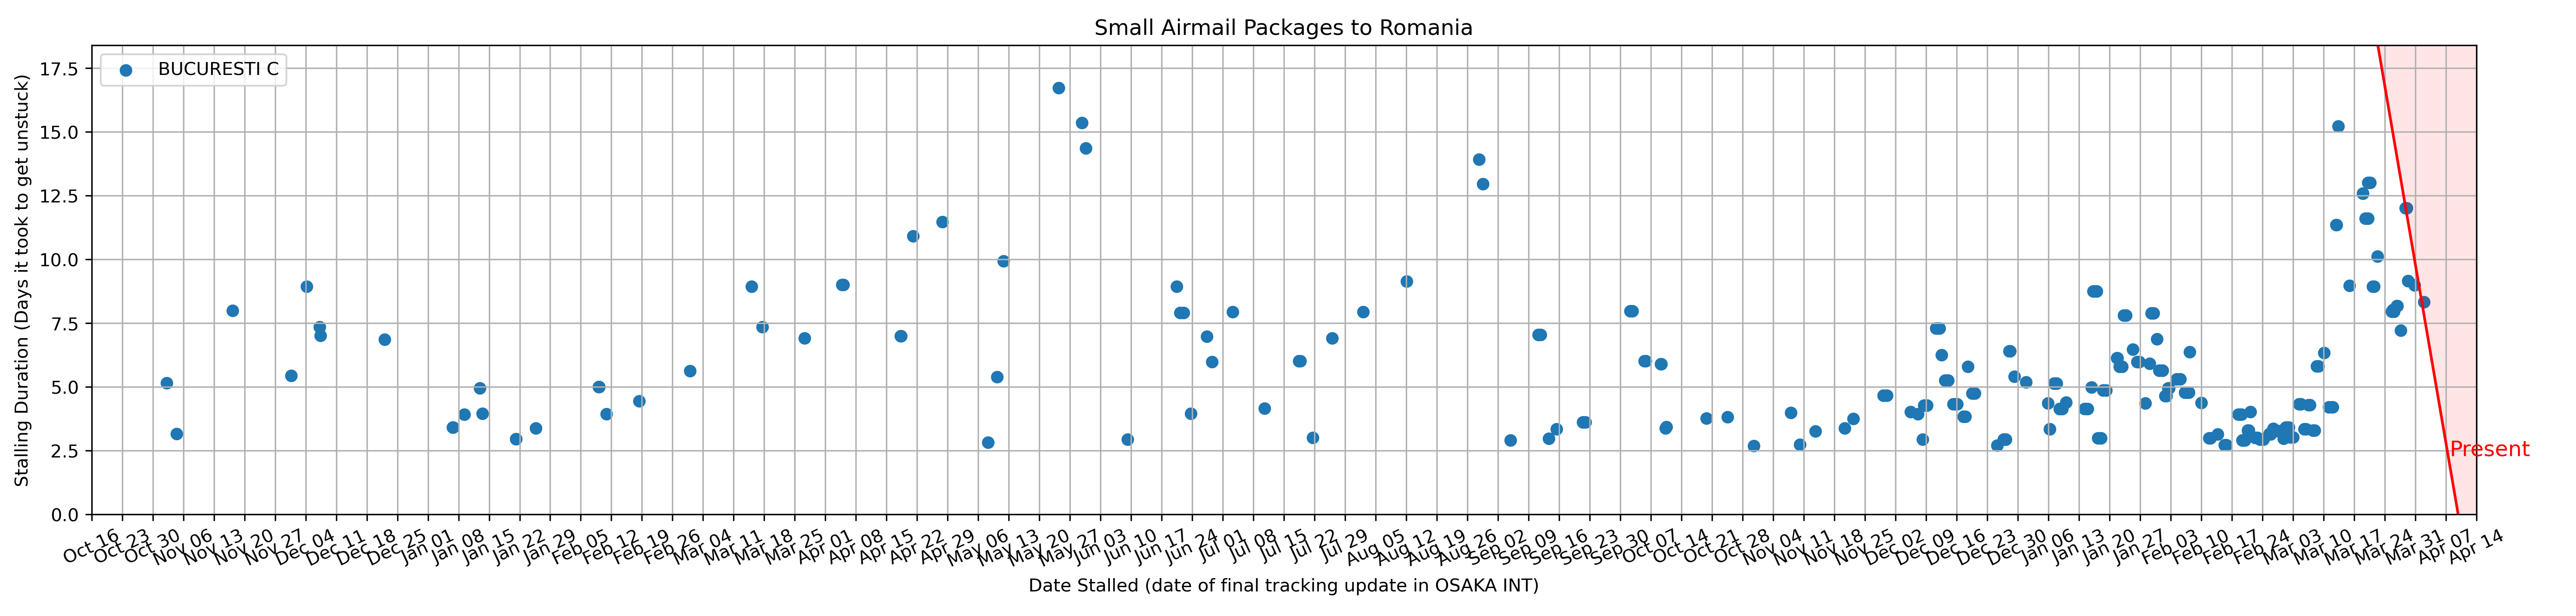 Small Airmail Packages to Romania
BUCURESTI C
Stalling Duration (Days it took to get unstuck)
17.5
15.0
12.5
10.0
7.5
5.0
2.5
0.0
Present
Oct 16 Oct 23 Oct 30 Nov 06 Nov 13 Nov 20 Nov 27 Dec 04 Dec 11 Dec 18 Dec 25 Jan 01 Jan 08 Jan 15 Jan 22 Jan 29 Feb 05 Feb 12 Feb 19 Feb 26 Mar 04 Mar 11 Mar 18 Mar 25 Apr 01 Apr 08 Apr 15 Apr 22 Apr 29 May 06 May 13 May 20 May 27 Jun 03 Jun 10 Jun 17 Jun 24 Jul 01 Jul 08 Jul 15 Jul 22 Jul 29 Aug 05 Aug 12 Aug 19 Aug 26 Sep 02 Sep 09 Sep 16 Sep 23 Sep 30 Oct 07 Oct 14 Oct 21 Oct 28 Nov 04 Nov 11 Nov 18 Nov 25 Dec 02 Dec 09 Dec 16 Dec 23 Dec 30 Jan 06 Jan 13 Jan 20 Jan 27 Feb 03 Feb 10 Feb 17 Feb 24 Mar 03 Mar 10 Mar 17 Mar 24 Mar 31 Apr 07 Apr 14
Date Stalled (date of final tracking update in OSAKA INT)